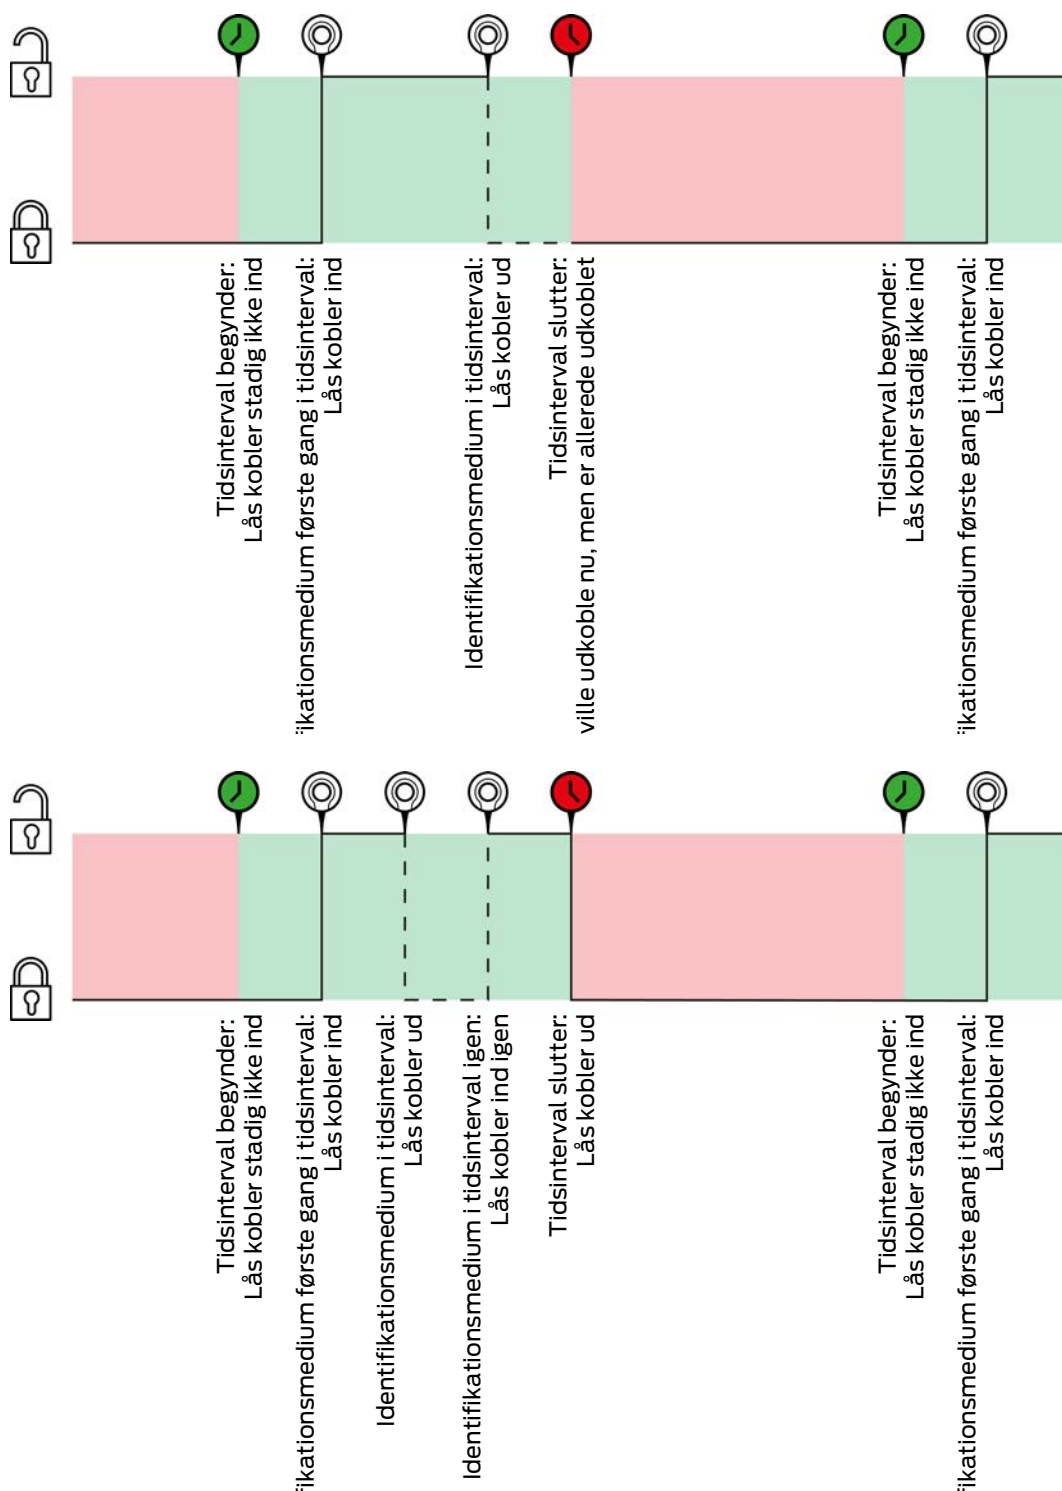 Tidsinterval begynder:
Lås kobler stadig ikke ind
ikationsmedium første gang i tidsinterval:
Lås kobler ind
Identifikationsmedium i tidsinterval:
Lås kobler ud
Tidsinterval slutter:
ville udkoble nu, men er allerede udkoblet
Tidsinterval begynder:
Lås kobler stadig ikke ind
ikationsmedium første gang i tidsinterval:
Lås kobler ind
Tidsinterval begynder:
Lås kobler stadig ikke ind
fikationsmedium første gang i tidsinterval:
Lås kobler ind
Identifikationsmedium i tidsinterval:
Lås kobler ud
Identifikationsmedium i tidsinterval igen:
Lås kobler ind igen
Tidsinterval slutter:
Lås kobler ud
Tidsinterval begynder:
Lås kobler stadig ikke ind
fikationsmedium første gang i tidsinterval:
Lås kobler ind